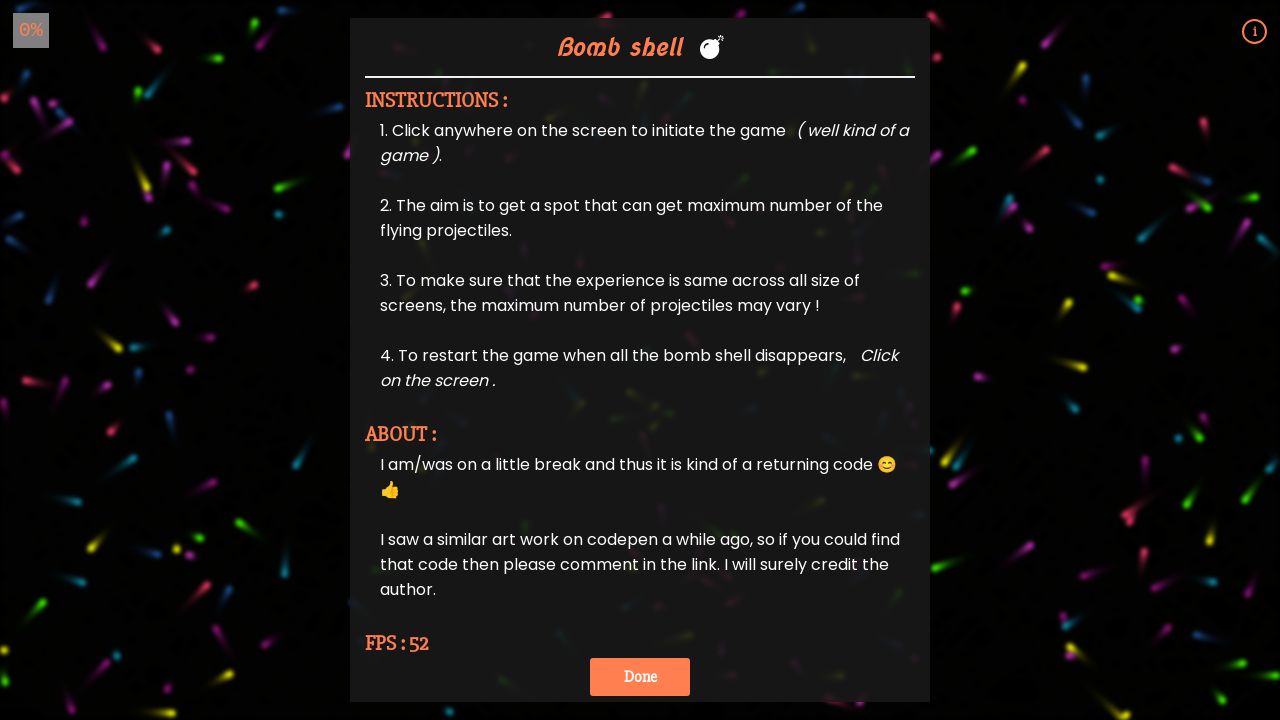 0%
i
Bomb shell 💣
INSTRUCTIONS :
1. Click anywhere on the screen to initiate the game ( well kind of a
game ).
2. The aim is to get a spot that can get maximum number of the
flying projectiles.
3. To make sure that the experience is same across all size of
screens, the maximum number of projectiles may vary !
4. To restart the game when all the bomb shell disappears, Click
on the screen .
ABOUT :
I am/was on a little break and thus it is kind of a returning code 😊
👍
I saw a similar art work on codepen a while ago, so if you could find
that code then please comment in the link. I will surely credit the
author.
FPS : 52
Done